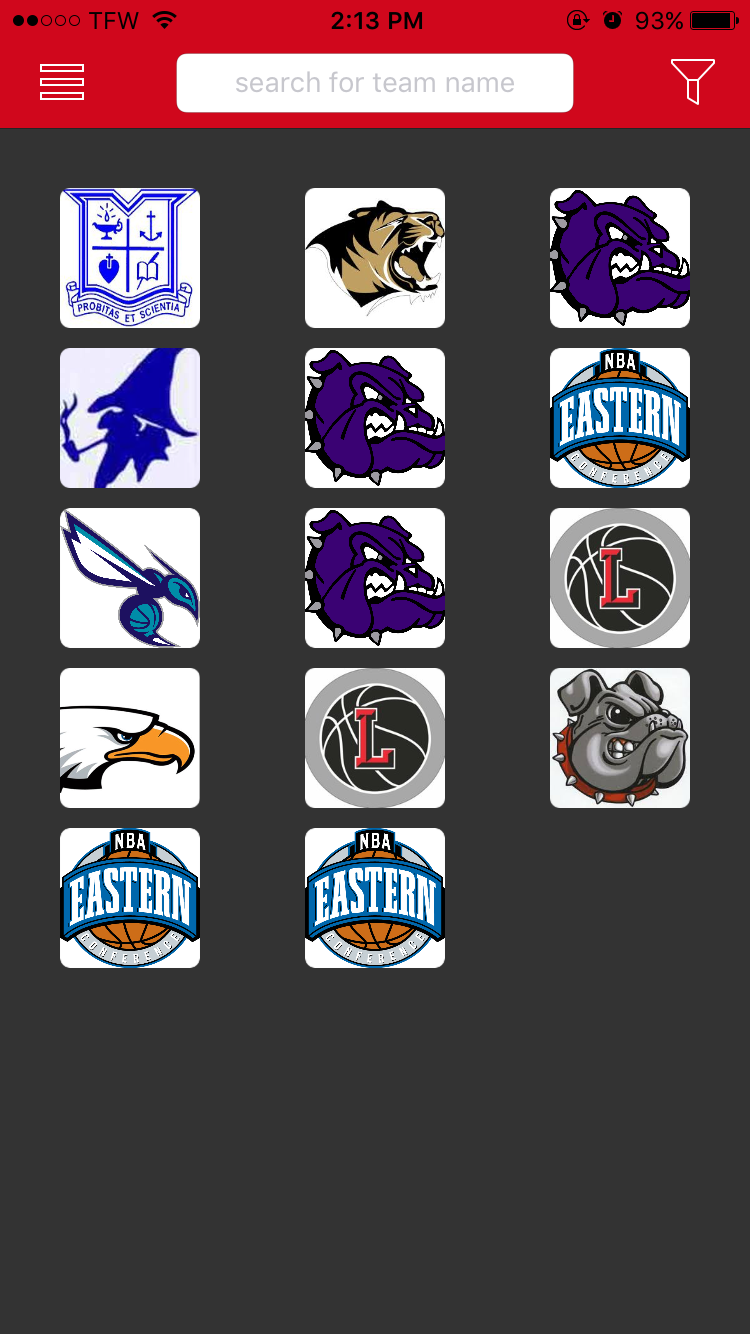 TFW 2:13 PM 93%
search for team name
PROBITAS ET SCIENTIA
NBA
EASTERN
CONFERENCE
L
L
NBA
EASTERN
CONFERENCE
NBA
EASTERN
CONFERENCE